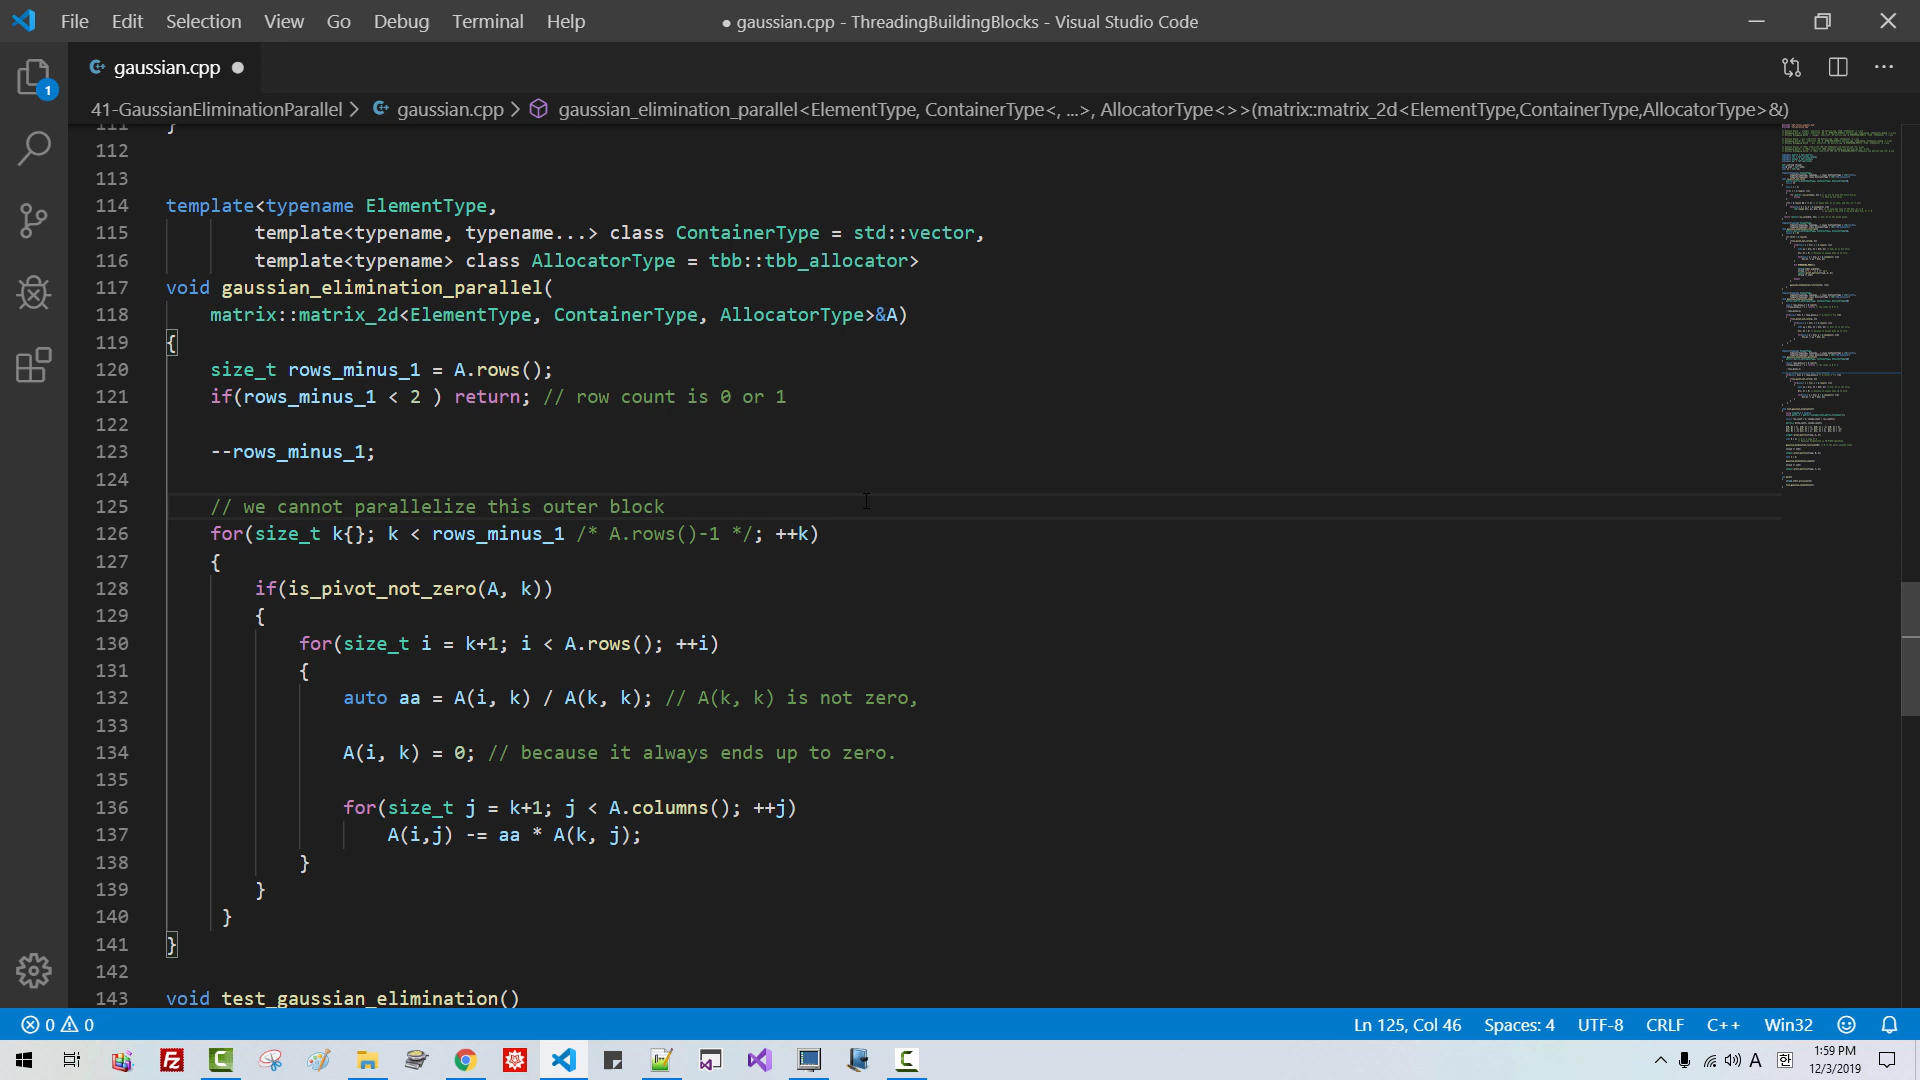 File Edit Selection View Go Debug Terminal Help
● gaussian.cpp - ThreadingBuildingBlocks - Visual Studio Code
gaussian.cpp ●
41-GaussianEliminationParallel > gaussian.cpp > gaussian_elimination_parallel<ElementType, ContainerType<, ...>, AllocatorType<>>(matrix::matrix_2d<ElementType,ContainerType,AllocatorType>&)
1
111 }
112
113
114 template<typename ElementType,
115 template<typename, typename...> class ContainerType = std::vector,
116 template<typename> class AllocatorType = tbb::tbb_allocator>
117 void gaussian_elimination_parallel(
118 matrix::matrix_2d<ElementType, ContainerType, AllocatorType>&A)
119 {
120 size_t rows_minus_1 = A.rows();
121 if(rows_minus_1 < 2 ) return; // row count is 0 or 1
122
123 --rows_minus_1;
124
125 // we cannot parallelize this outer block
126 for(size_t k{}; k < rows_minus_1 /* A.rows()-1 */; ++k)
127 {
128 if(is_pivot_not_zero(A, k))
129 {
130 for(size_t i = k+1; i < A.rows(); ++i)
131 {
132 auto aa = A(i, k) / A(k, k); // A(k, k) is not zero,
133
134 A(i, k) = 0; // because it always ends up to zero.
135
136 for(size_t j = k+1; j < A.columns(); ++j)
137 A(i,j) -= aa * A(k, j);
138 }
139 }
140 }
141 }
142
143 void test_gaussian_elimination()
0 0 Ln 125, Col 46 Spaces: 4 UTF-8 CRLF C++ Win32
A 한 1:59 PM
12/3/2019